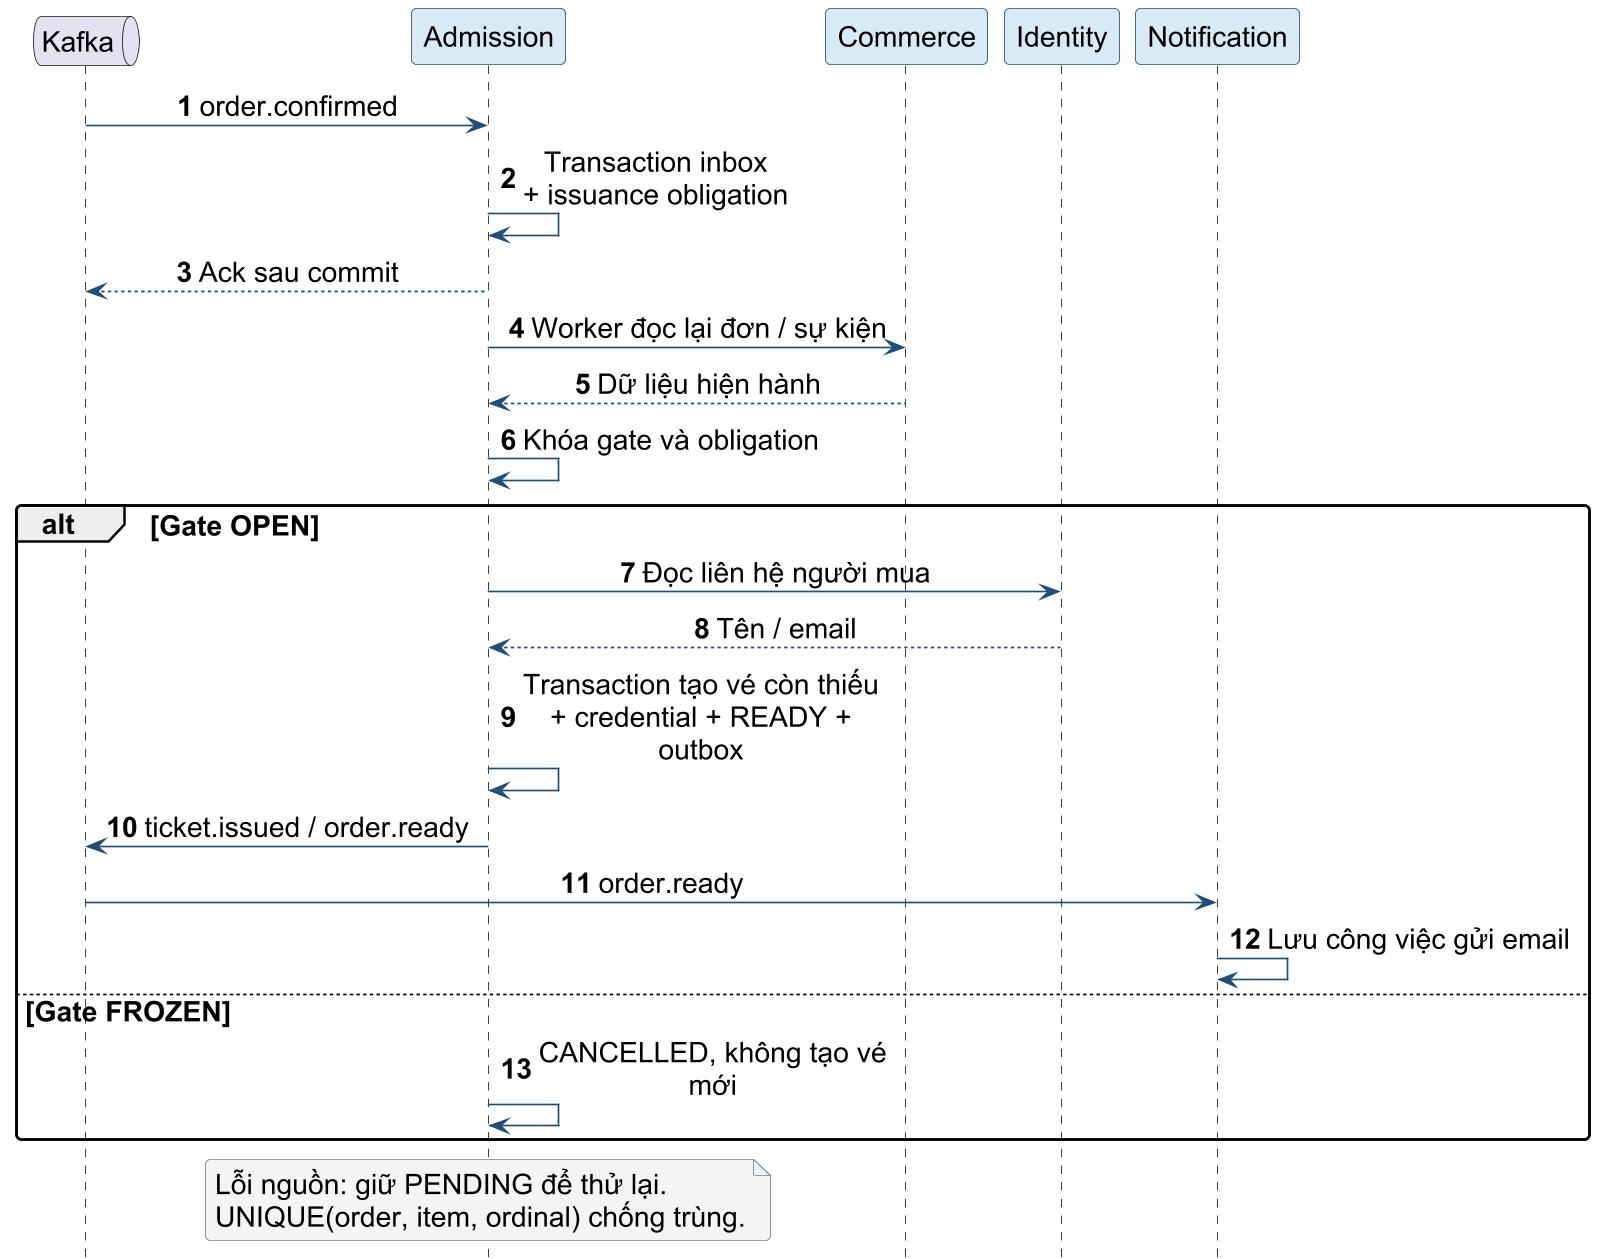 Kafka
Admission
Commerce
Identity
Notification
1 order.confirmed
2 Transaction inbox
+ issuance obligation
3 Ack sau commit
4 Worker đọc lại đơn / sự kiện
5 Dữ liệu hiện hành
6 Khóa gate và obligation
alt [Gate OPEN]
7 Đọc liên hệ người mua
8 Tên / email
Transaction tạo vé còn thiếu
9 + credential + READY +
outbox
10 ticket.issued / order.ready
11 order.ready
12 Lưu công việc gửi email
[Gate FROZEN]
13 CANCELLED, không tạo vé
mới
Lỗi nguồn: giữ PENDING để thử lại.
UNIQUE(order, item, ordinal) chống trùng.